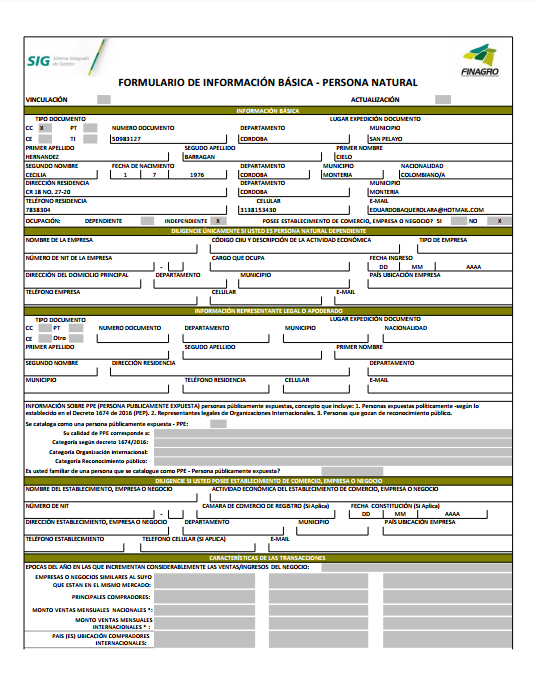 SIG Sistema Integrado de Gestión
FINAGRO
FORMULARIO DE INFORMACIÓN BÁSICA - PERSONA NATURAL
VINCULACIÓN ACTUALIZACIÓN
INFORMACIÓN BÁSICA
TIPO DOCUMENTO LUGAR EXPEDICIÓN DOCUMENTO
CC X PT NUMERO DOCUMENTO DEPARTAMENTO MUNICIPIO
CE TI 50983127 CORDOBA SAN PELAYO
PRIMER APELLIDO SEGUDO APELLIDO PRIMER NOMBRE
HERNANDEZ BARRAGAN CIELO
SEGUNDO NOMBRE FECHA DE NACIMIENTO DEPARTAMENTO MUNICIPIO NACIONALIDAD
CECILIA 1 7 1976 CORDOBA MONTERIA COLOMBIANO/A
DIRECCIÓN RESIDENCIA DEPARTAMENTO MUNICIPIO
CR 18 NO. 27-20 CORDOBA MONTERIA
TELÉFONO RESIDENCIA CELULAR E-MAIL
7838304 3138153430 EDUARDOBAQUEROLARA@HOTMAIL.COM
OCUPACIÓN: DEPENDIENTE INDEPENDIENTE X POSEE ESTABLECIMIENTO DE COMERCIO, EMPRESA O NEGOCIO? SI NO X
DILIGENCIE ÚNICAMENTE SI USTED ES PERSONA NATURAL DEPENDIENTE
NOMBRE DE LA EMPRESA CÓDIGO CIIU Y DESCRIPCIÓN DE LA ACTIVIDAD ECONÓMICA TIPO DE EMPRESA
NÚMERO DE NIT DE LA EMPRESA CARGO QUE OCUPA FECHA INGRESO
- DD MM AAAA
DIRECCIÓN DEL DOMICILIO PRINCIPAL DEPARTAMENTO MUNICIPIO PAÍS UBICACIÓN EMPRESA
TELÉFONO EMPRESA CELULAR E-MAIL
INFORMACIÓN REPRESENTANTE LEGAL O APODERADO
TIPO DOCUMENTO LUGAR EXPEDICIÓN DOCUMENTO
CC PT NUMERO DOCUMENTO DEPARTAMENTO MUNICIPIO NACIONALIDAD
CE Otro
PRIMER APELLIDO SEGUDO APELLIDO PRIMER NOMBRE
SEGUNDO NOMBRE DIRECCIÓN RESIDENCIA DEPARTAMENTO
MUNICIPIO TELÉFONO RESIDENCIA CELULAR E-MAIL
INFORMACIÓN SOBRE PPE (PERSONA PUBLICAMENTE EXPUESTA) personas públicamente expuestas, concepto que incluye: 1. Personas expuestas políticamente -según lo
establecido en el Decreto 1674 de 2016 (PEP). 2. Representantes legales de Organizaciones Internacionales. 3. Personas que gozan de reconocimiento público.
Se cataloga como una persona públicamente expuesta - PPE:
Su calidad de PPE corresponde a:
Categoría según decreto 1674/2016:
Categoría Organización internacional:
Categoría Reconocimiento público:
Es usted familiar de una persona que se catalogue como PPE - Persona públicamente expuesta?
DILIGENCIE SI USTED POSEE ESTABLECIMIENTO DE COMERCIO, EMPRESA O NEGOCIO
NOMBRE DEL ESTABLECIMIENTO, EMPRESA O NEGOCIO ACTIVIDAD ECONÓMICA DEL ESTABLECIMIENTO DE COMERCIO, EMPRESA O NEGOCIO
NÚMERO DE NIT CAMARA DE COMERCIO DE REGISTRO (Si Aplica) FECHA CONSTITUCIÓN (Si Aplica)
- DD MM AAAA
DIRECCIÓN ESTABLECIMIENTO, EMPRESA O NEGOCIO DEPARTAMENTO MUNICIPIO PAÍS UBICACIÓN EMPRESA
TELÉFONO ESTABLECIMIENTO TELEFONO CELULAR (SI APLICA) E-MAIL
CARACTERÍSTICAS DE LAS TRANSACCIONES
EPOCAS DEL AÑO EN LAS QUE INCREMENTAN CONSIDERABLEMENTE LAS VENTAS/INGRESOS DEL NEGOCIO:
EMPRESAS O NEGOCIOS SIMILARES AL SUYO
QUE ESTAN EN EL MISMO MERCADO:
PRINCIPALES COMPRADORES:
MONTO VENTAS MENSUALES NACIONALES *:
MONTO VENTAS MENSUALES
INTERNACIONALES * :
PAIS (ES) UBICACIÓN COMPRADORES
INTERNACIONALES: